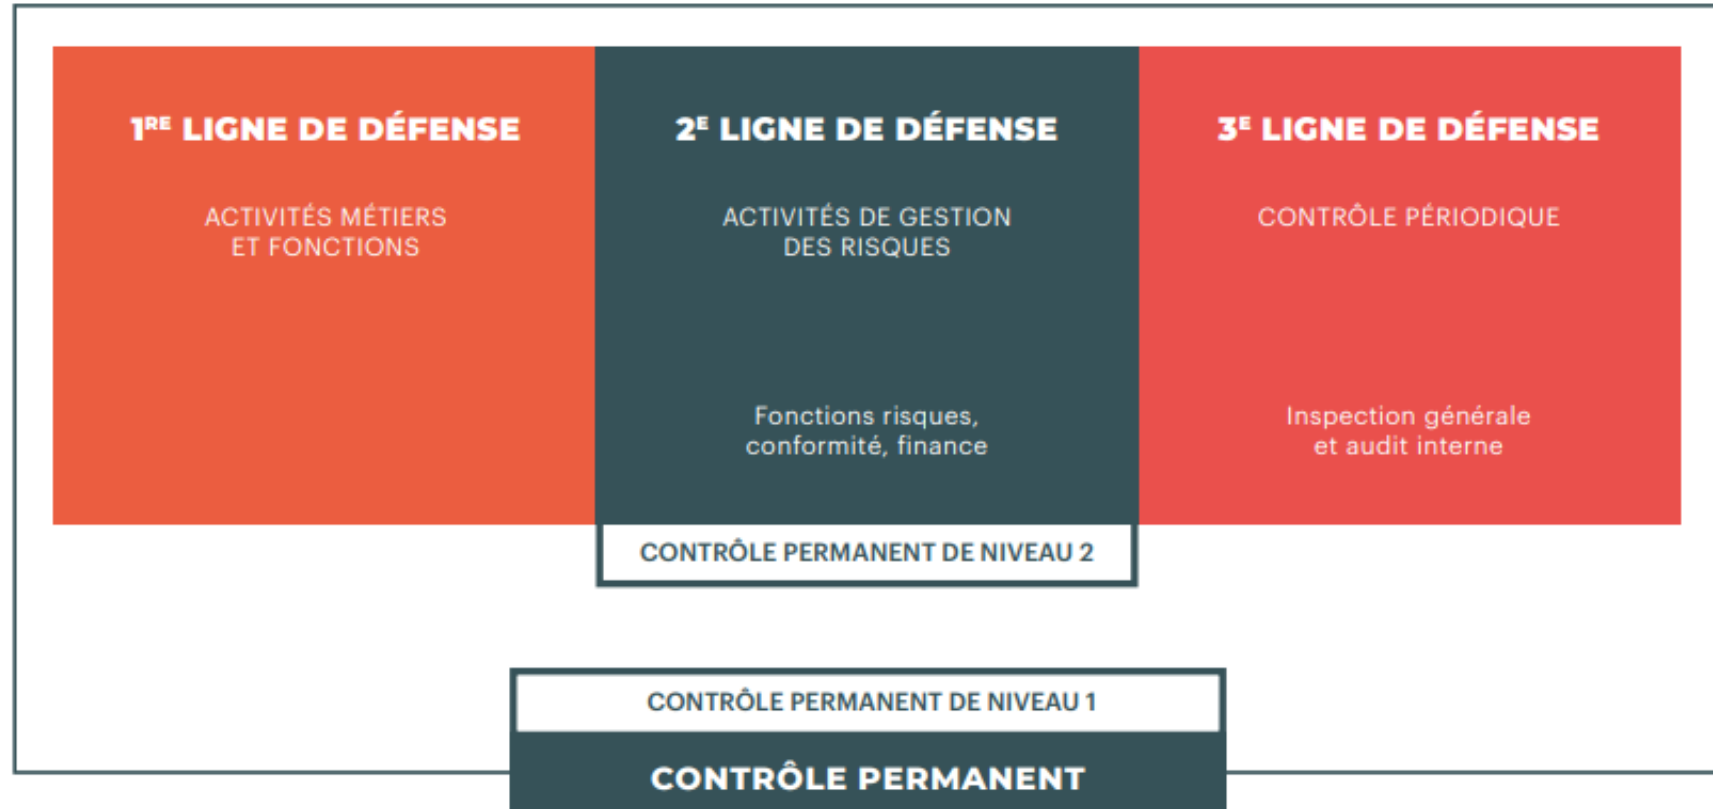 1RE LIGNE DE DÉFENSE
ACTIVITÉS MÉTIERS
ET FONCTIONS
2E LIGNE DE DÉFENSE
ACTIVITÉS DE GESTION
DES RISQUES
Fonctions risques,
conformité, finance
3E LIGNE DE DÉFENSE
CONTRÔLE PÉRIODIQUE
Inspection générale
et audit interne
CONTRÔLE PERMANENT DE NIVEAU 2
CONTRÔLE PERMANENT DE NIVEAU 1
CONTRÔLE PERMANENT